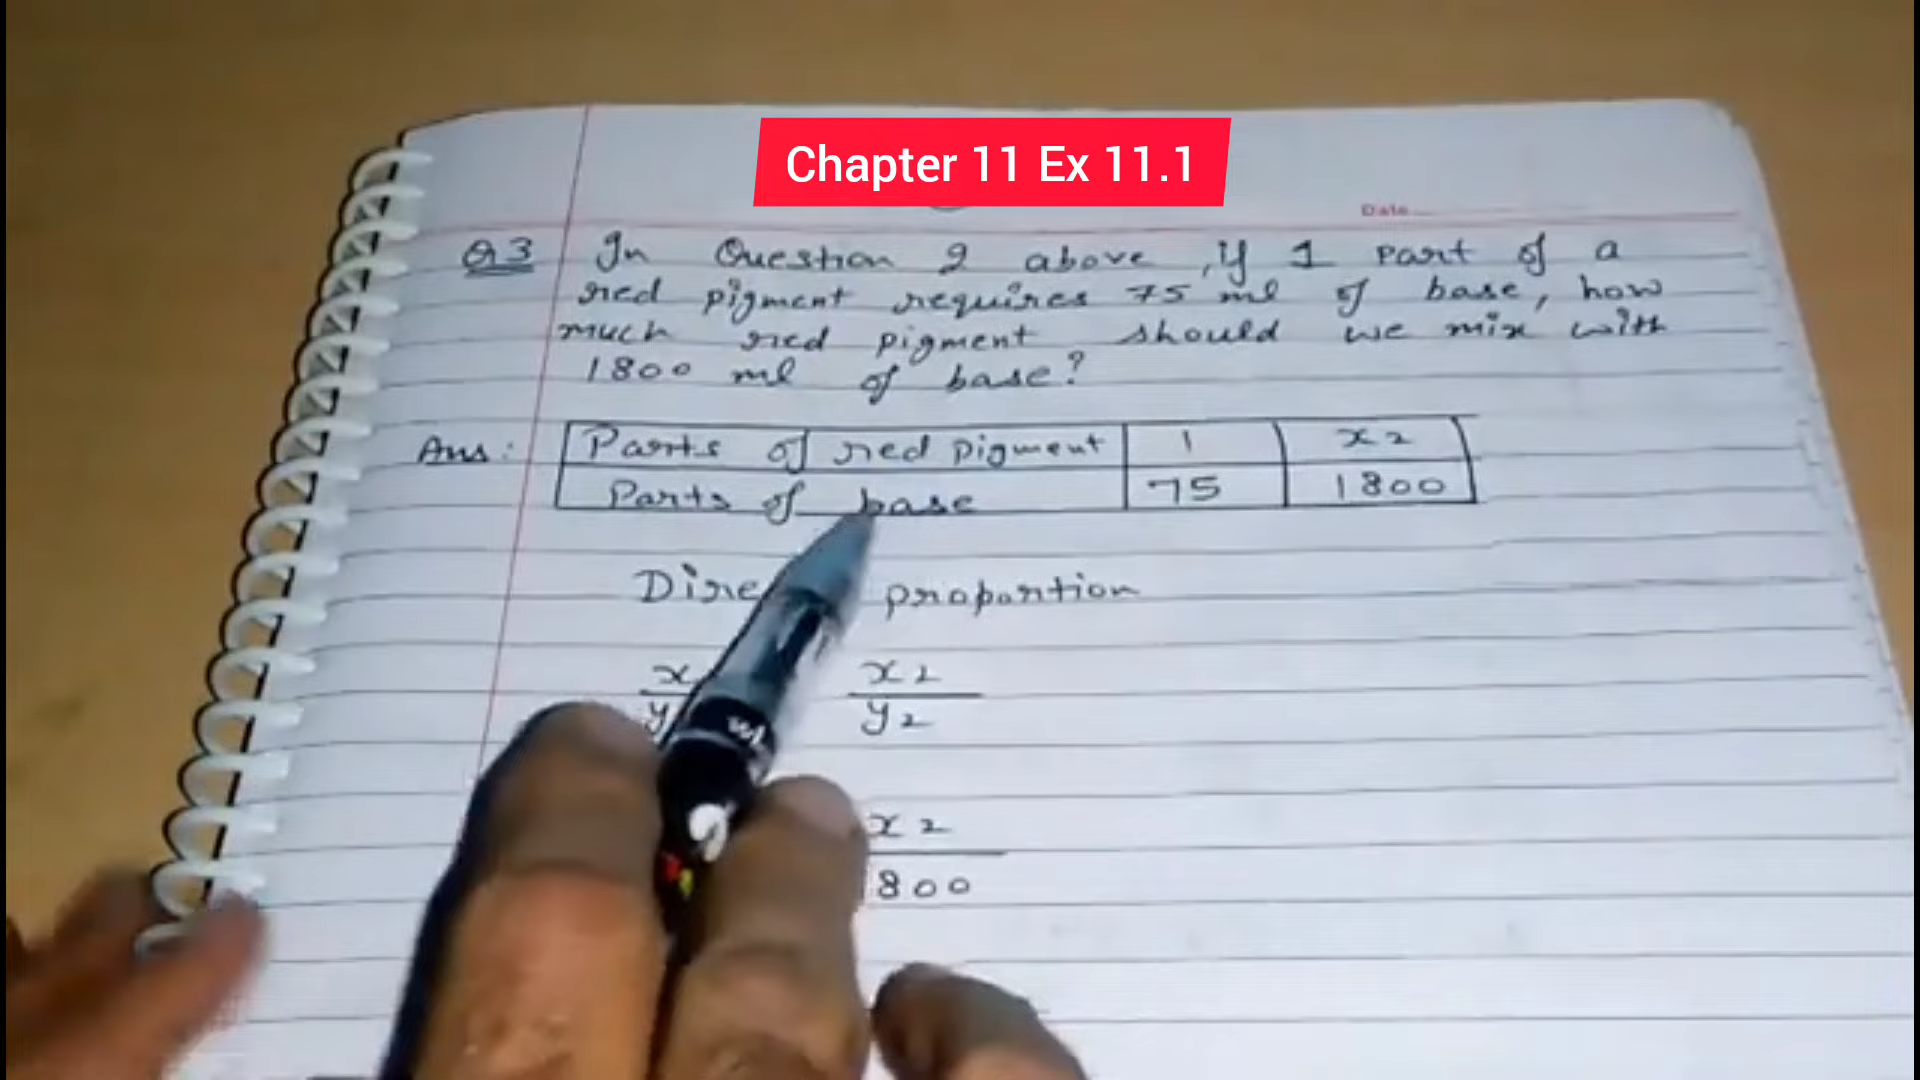 Chapter 11 Ex 11.1
Date
Q3 In Question 2 above, if 1 part of a
red pigment requires 75 ml of base, how
much red pigment should we mix with
1800 ml of base?
Ans: Parts of red pigment 1 x2
Parts of base 75 1800
proportion
x x2
y y2
x2
1800